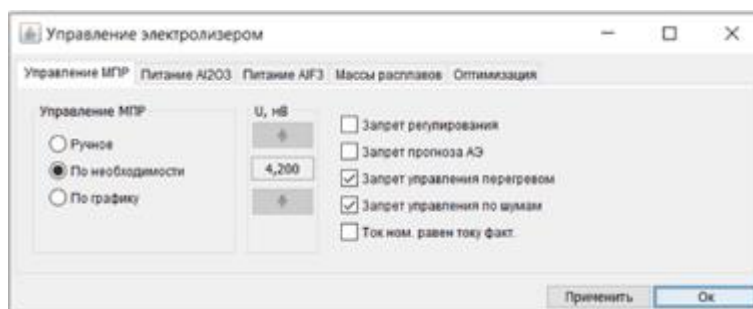 Управление электролизером
Управление МПР Питание Al2O3 Питание AlF3 Массы расплавов Оптимизация
Управление МПР
Ручное
По необходимости
По графику
U, мВ
4,200
Запрет регулирования
Запрет прогноза АЭ
Запрет управления перегревом
Запрет управления по шумам
Ток ном. равен току факт.
Применить
Ок